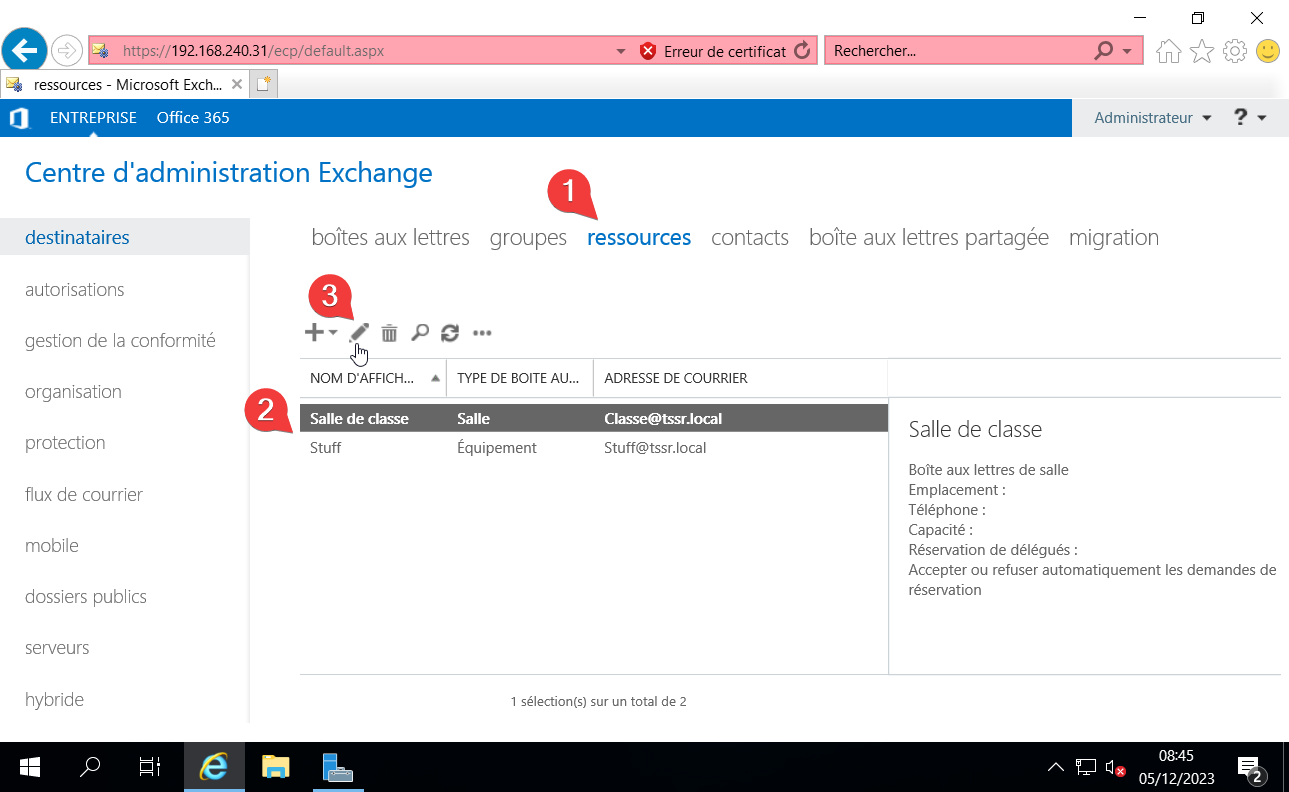 https://192.168.240.31/ecp/default.aspx
Erreur de certificat
Rechercher...
ressources - Microsoft Exch...
ENTREPRISE
Office 365
Administrateur
?
Centre d'administration Exchange
1
destinataires
autorisations
gestion de la conformité
organisation
protection
flux de courrier
mobile
dossiers publics
serveurs
hybride
boîtes aux lettres
groupes
ressources
contacts
boîte aux lettres partagée
migration
3
NOM D'AFFICH...
TYPE DE BOITE AU...
ADRESSE DE COURRIER
2
Salle de classe
Salle
Classe@tssr.local
Stuff
Équipement
Stuff@tssr.local
Salle de classe
Boîte aux lettres de salle
Emplacement :
Téléphone :
Capacité :
Réservation de délégués :
Accepter ou refuser automatiquement les demandes de
réservation
1 sélection(s) sur un total de 2
08:45
05/12/2023
2